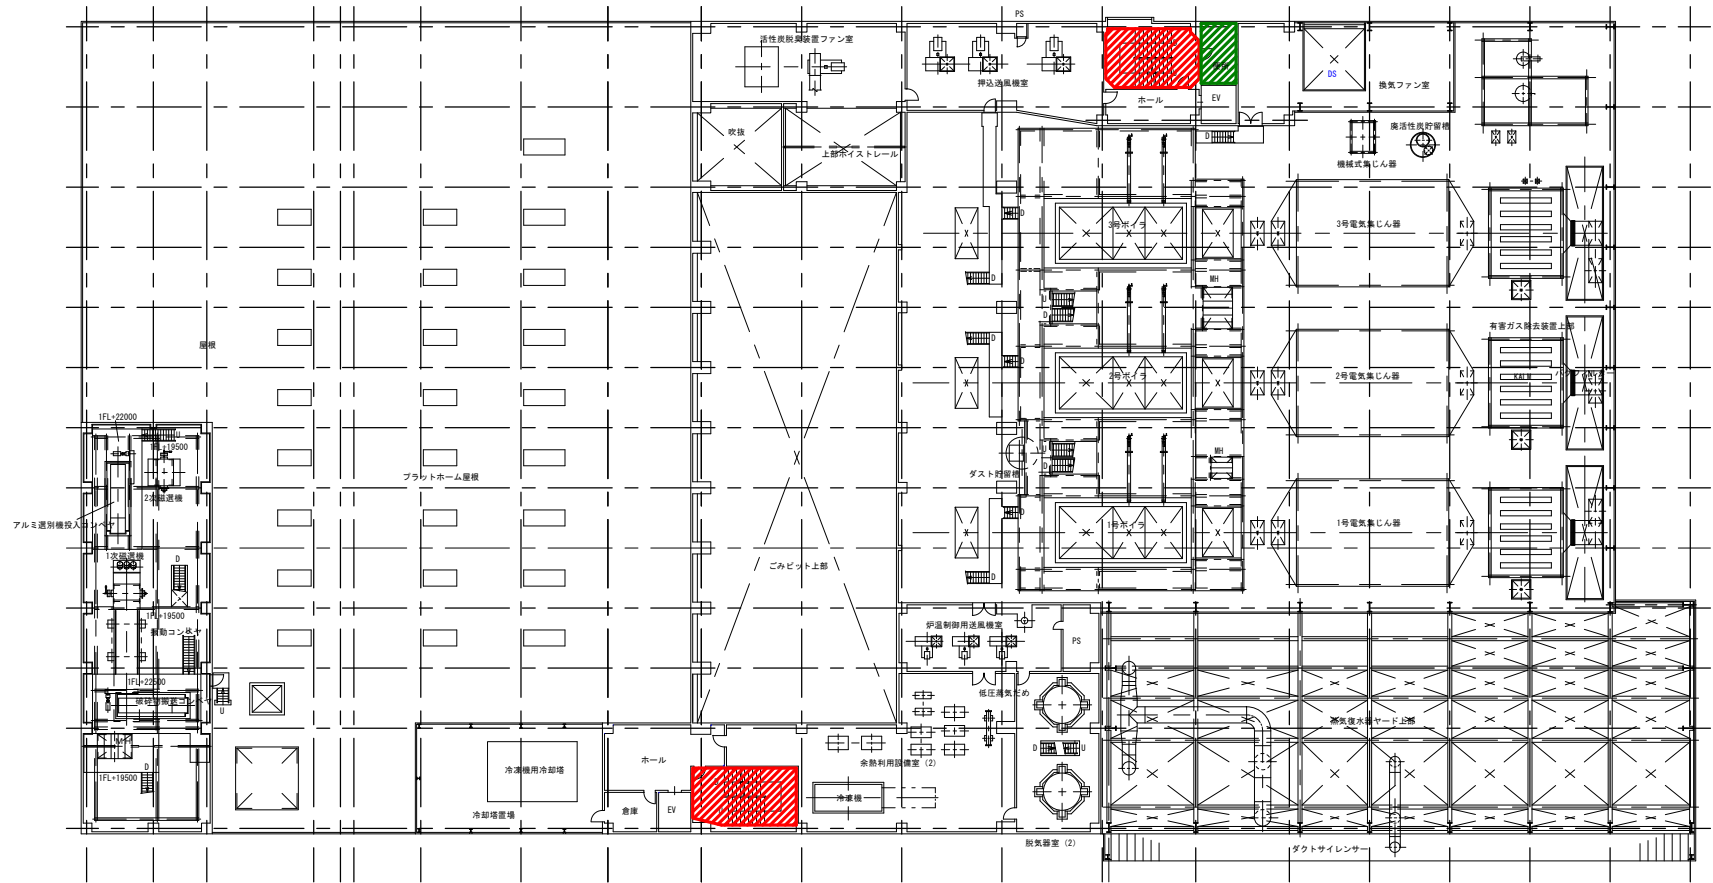 PS
活性炭脱臭装置ファン室
押込送風機室
ホール
EV
DS
換気ファン室
吹抜
上部ホイストレール
D
廃活性炭貯留槽
機械式集じん器
D
3号ボイラ
3号電気集じん器
D
MH
U
D
有害ガス除去装置上部
屋根
D
D
2号ボイラ
2号電気集じん器
1FL+22000
U
1FL+19500
MH
U
D
プラットホーム屋根
ダスト貯留槽
2次磁選機
アルミ選別機投入コンベヤ
D
1号ボイラ
1号電気集じん器
1次磁選機
D
ごみピット上部
D
1FL+19500
振動コンベヤ
炉温制御用送風機室
PS
1FL+22500
破砕物搬送コンベヤ
U
低圧蒸気だめ
蒸気復水器ヤード上部
D
U
ホール
余熱利用設備室（2）
冷凍機用冷却塔
D
1FL+19500
冷凍機
冷却塔置場
倉庫
EV
脱気器室（2）
ダクトサイレンサー